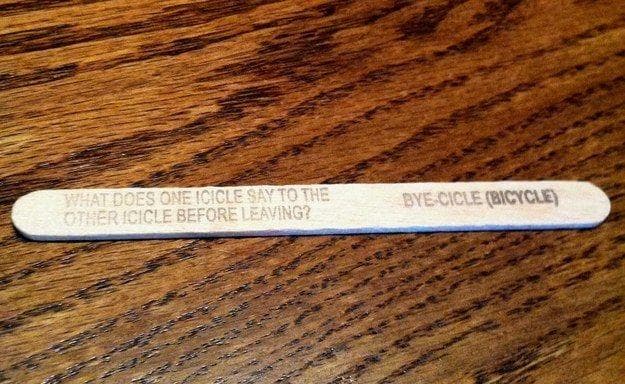 WHAT DOES ONE ICICLE SAY TO THE
OTHER ICICLE BEFORE LEAVING?
BYE-CICLE (BICYCLE)